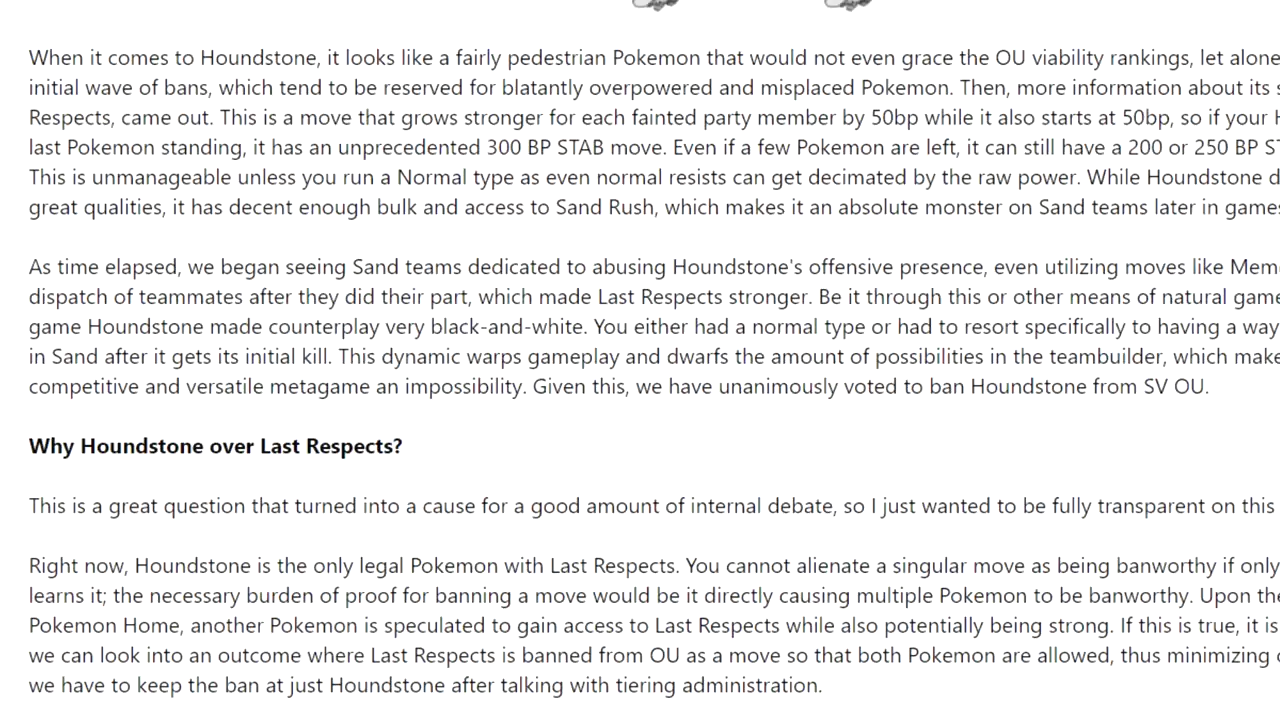 When it comes to Houndstone, it looks like a fairly pedestrian Pokemon that would not even grace the OU viability rankings, let alone
initial wave of bans, which tend to be reserved for blatantly overpowered and misplaced Pokemon. Then, more information about its
Respects, came out. This is a move that grows stronger for each fainted party member by 50bp while it also starts at 50bp, so if your
last Pokemon standing, it has an unprecedented 300 BP STAB move. Even if a few Pokemon are left, it can still have a 200 or 250 BP
This is unmanageable unless you run a Normal type as even normal resists can get decimated by the raw power. While Houndstone
great qualities, it has decent enough bulk and access to Sand Rush, which makes it an absolute monster on Sand teams later in games
As time elapsed, we began seeing Sand teams dedicated to abusing Houndstone's offensive presence, even utilizing moves like
dispatch of teammates after they did their part, which made Last Respects stronger. Be it through this or other means of natural game
game Houndstone made counterplay very black-and-white. You either had a normal type or had to resort specifically to having a way
in Sand after it gets its initial kill. This dynamic warps gameplay and dwarfs the amount of possibilities in the teambuilder, which make
competitive and versatile metagame an impossibility. Given this, we have unanimously voted to ban Houndstone from SV OU.
Why Houndstone over Last Respects?
This is a great question that turned into a cause for a good amount of internal debate, so I just wanted to be fully transparent on this
Right now, Houndstone is the only legal Pokemon with Last Respects. You cannot alienate a singular move as being banworthy if only
learns it; the necessary burden of proof for banning a move would be it directly causing multiple Pokemon to be banworthy. Upon the
Pokemon Home, another Pokemon is speculated to gain access to Last Respects while also potentially being strong. If this is true, it is
we can look into an outcome where Last Respects is banned from OU as a move so that both Pokemon are allowed, thus minimizing
we have to keep the ban at just Houndstone after talking with tiering administration.